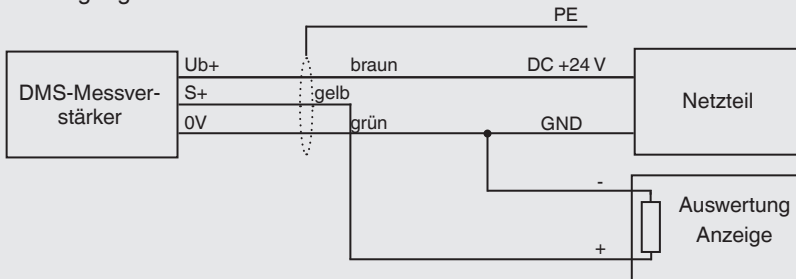 PE
Ub+ braun DC +24 V
DMS-Messver-
stärker
S+ gelb
Netzteil
0V grün GND
-
Auswertung
Anzeige
+